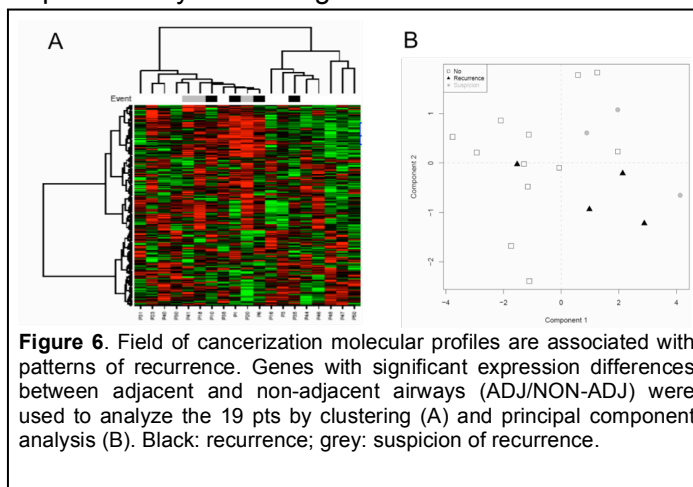 A
B
Event
No
Recurrence
Suspicion
1
0
-1
-2
Component 2
-4
-2
0
2
4
Component 1
Figure 6. Field of cancerization molecular profiles are associated with
patterns of recurrence. Genes with significant expression differences
between adjacent and non-adjacent airways (ADJ/NON-ADJ) were
used to analyze the 19 pts by clustering (A) and principal component
analysis (B). Black: recurrence; grey: suspicion of recurrence.